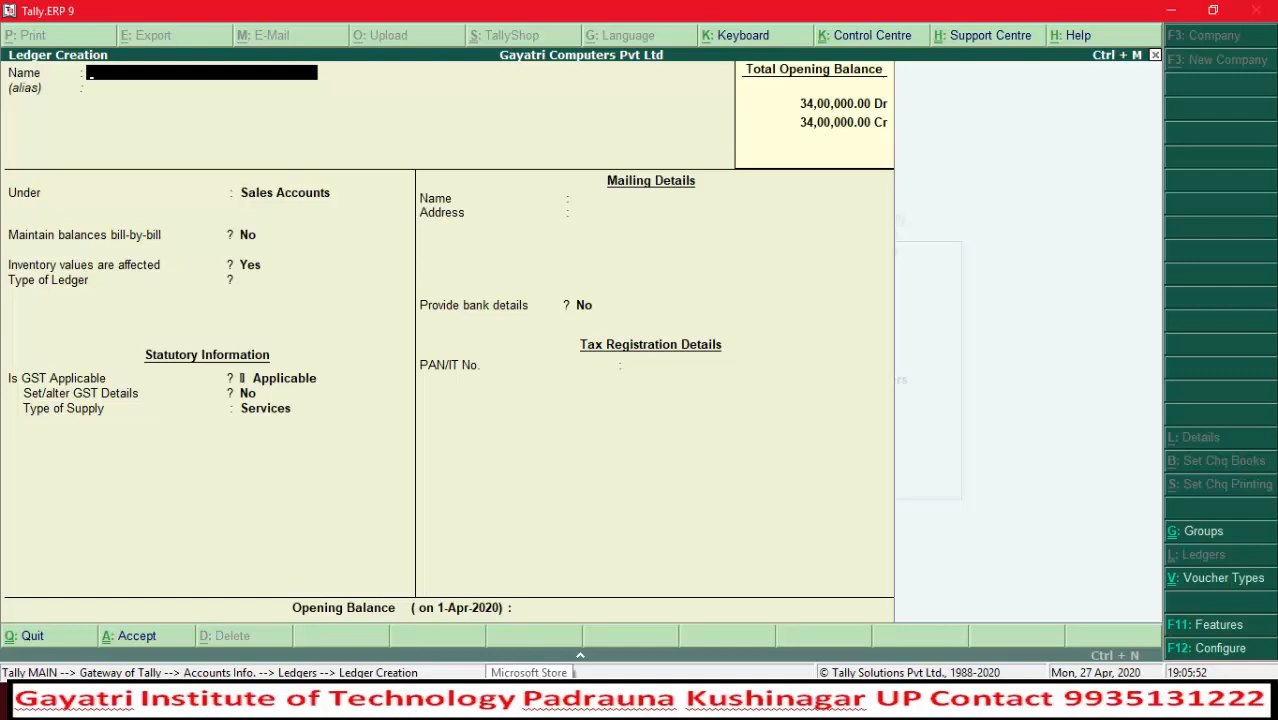 Tally.ERP 9
P: Print E: Export M: E-Mail O: Upload S: TallyShop G: Language K: Keyboard K: Control Centre H: Support Centre H: Help
F3: Company
F3: New Company
Ledger Creation Gayatri Computers Pvt Ltd Ctrl + M
Name :
(alias) :
Total Opening Balance
34,00,000.00 Dr
34,00,000.00 Cr
Under : Sales Accounts
Maintain balances bill-by-bill ? No
Inventory values are affected ? Yes
Type of Ledger ?
Statutory Information
Is GST Applicable ? Applicable
Set/alter GST Details ? No
Type of Supply : Services
Mailing Details
Name :
Address :
Provide bank details ? No
Tax Registration Details
PAN/IT No. :
Opening Balance ( on 1-Apr-2020) :
L: Details
B: Set Chq Books
S: Set Chq Printing
G: Groups
L: Ledgers
V: Voucher Types
F11: Features
F12: Configure
Q: Quit A: Accept D: Delete
Ctrl + N
Tally MAIN --> Gateway of Tally --> Accounts Info. --> Ledgers --> Ledger Creation Microsoft Store © Tally Solutions Pvt Ltd., 1988-2020 Mon, 27 Apr, 2020 19:05:52
Gayatri Institute of Technology Padrauna Kushinagar UP Contact 9935131222